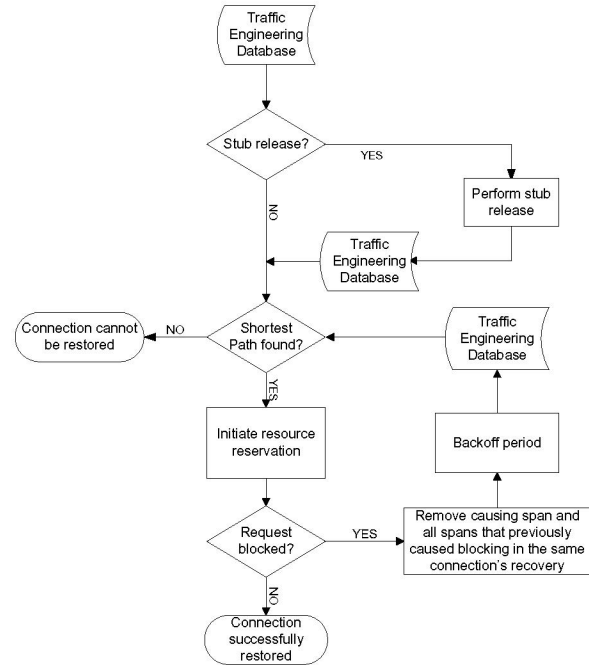 Traffic
Engineering
Database
Stub release?
YES
Perform stub
release
NO
Traffic
Engineering
Database
Connection cannot
be restored
NO
Shortest
Path found?
Traffic
Engineering
Database
YES
Initiate resource
reservation
Backoff period
Request
blocked?
YES
Remove causing span and
all spans that previously
caused blocking in the same
connection's recovery
NO
Connection
successfully
restored